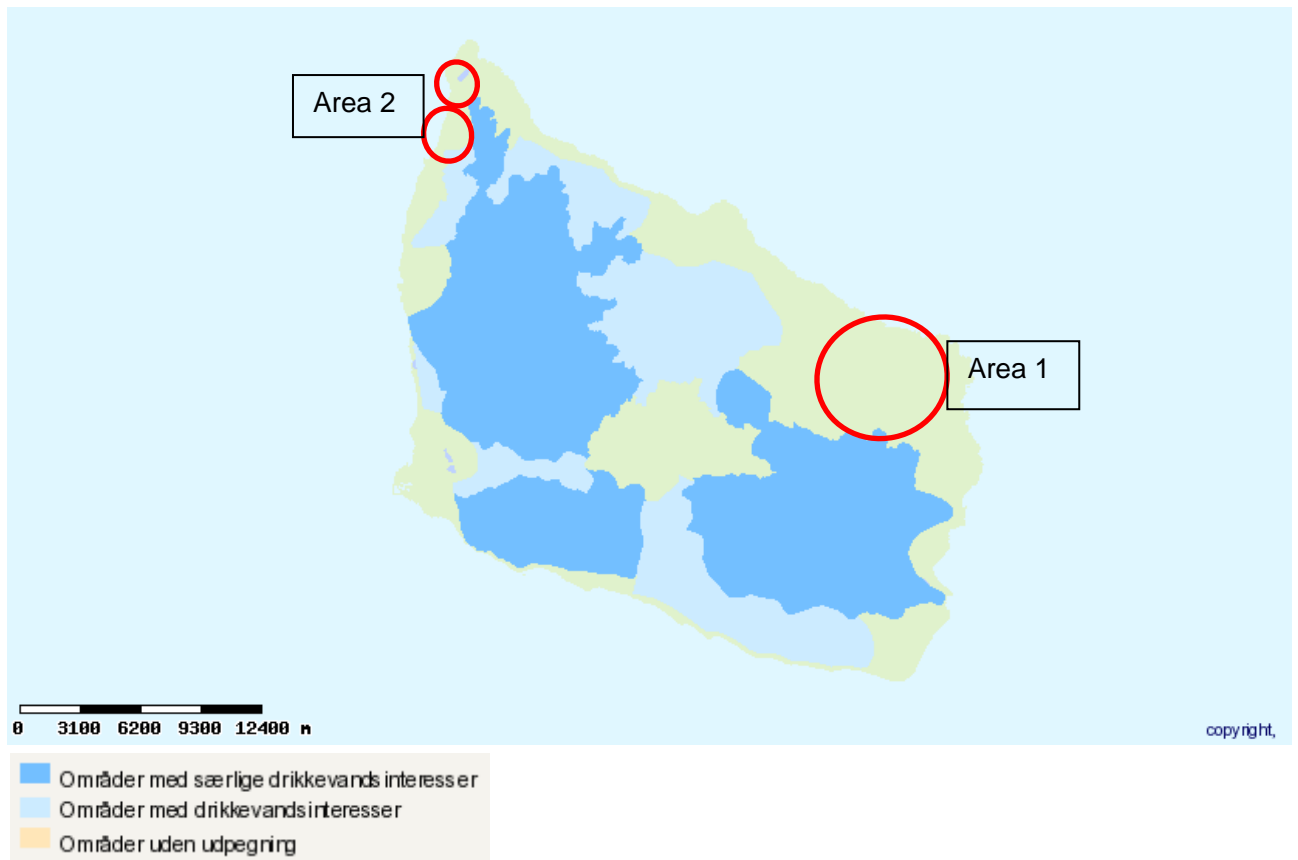 Area 2
Area 1
0 3100 6200 9300 12400 m
copyright,
Områder med særlige drikkevandsinteresser
Områder med drikkevandsinteresser
Områder uden udpegning